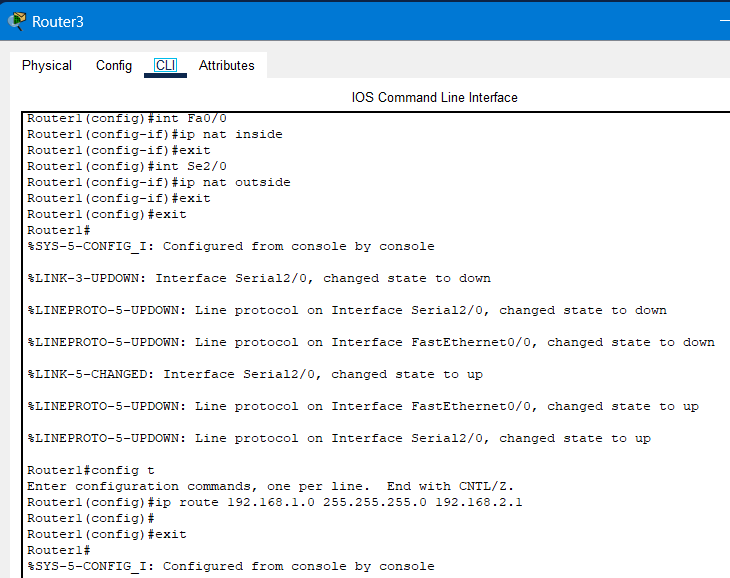 Router3
Physical Config CLI Attributes
IOS Command Line Interface
Router1(config)#int Fa0/0
Router1(config-if)#ip nat inside
Router1(config-if)#exit
Router1(config)#int Se2/0
Router1(config-if)#ip nat outside
Router1(config-if)#exit
Router1(config)#exit
Router1#
%SYS-5-CONFIG_I: Configured from console by console
%LINK-3-UPDOWN: Interface Serial2/0, changed state to down
%LINEPROTO-5-UPDOWN: Line protocol on Interface Serial2/0, changed state to down
%LINEPROTO-5-UPDOWN: Line protocol on Interface FastEthernet0/0, changed state to down
%LINK-5-CHANGED: Interface Serial2/0, changed state to up
%LINEPROTO-5-UPDOWN: Line protocol on Interface FastEthernet0/0, changed state to up
%LINEPROTO-5-UPDOWN: Line protocol on Interface Serial2/0, changed state to up
Router1#config t
Enter configuration commands, one per line.  End with CNTL/Z.
Router1(config)#ip route 192.168.1.0 255.255.255.0 192.168.2.1
Router1(config)#
Router1(config)#exit
Router1#
%SYS-5-CONFIG_I: Configured from console by console